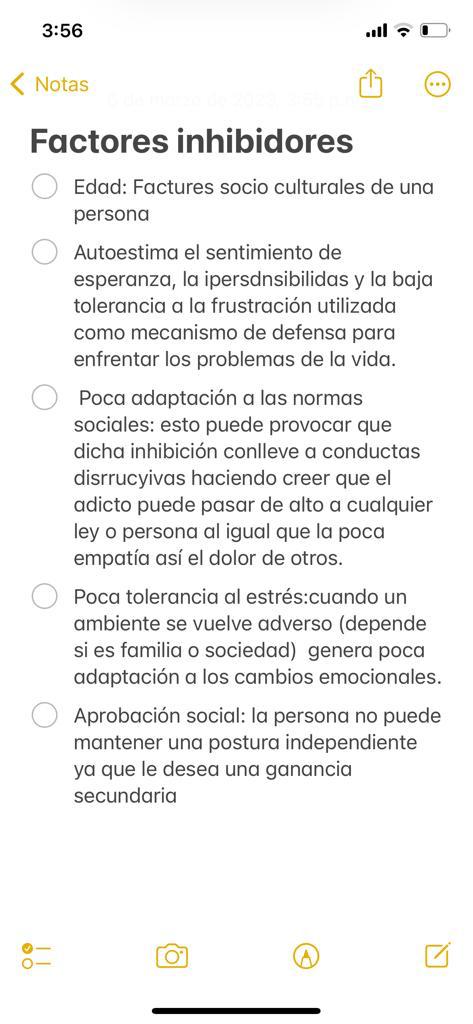 3:56
Notas
5 de marzo de 2023, 3:55 p.m.
Factores inhibidores
Edad: Factures socio culturales de una
persona
Autoestima el sentimiento de
esperanza, la ipersdnsibilidas y la baja
tolerancia a la frustración utilizada
como mecanismo de defensa para
enfrentar los problemas de la vida.
Poca adaptación a las normas
sociales: esto puede provocar que
dicha inhibición conlleve a conductas
disrrucyivas haciendo creer que el
adicto puede pasar de alto a cualquier
ley o persona al igual que la poca
empatía así el dolor de otros.
Poca tolerancia al estrés:cuando un
ambiente se vuelve adverso (depende
si es familia o sociedad) genera poca
adaptación a los cambios emocionales.
Aprobación social: la persona no puede
mantener una postura independiente
ya que le desea una ganancia
secundaria